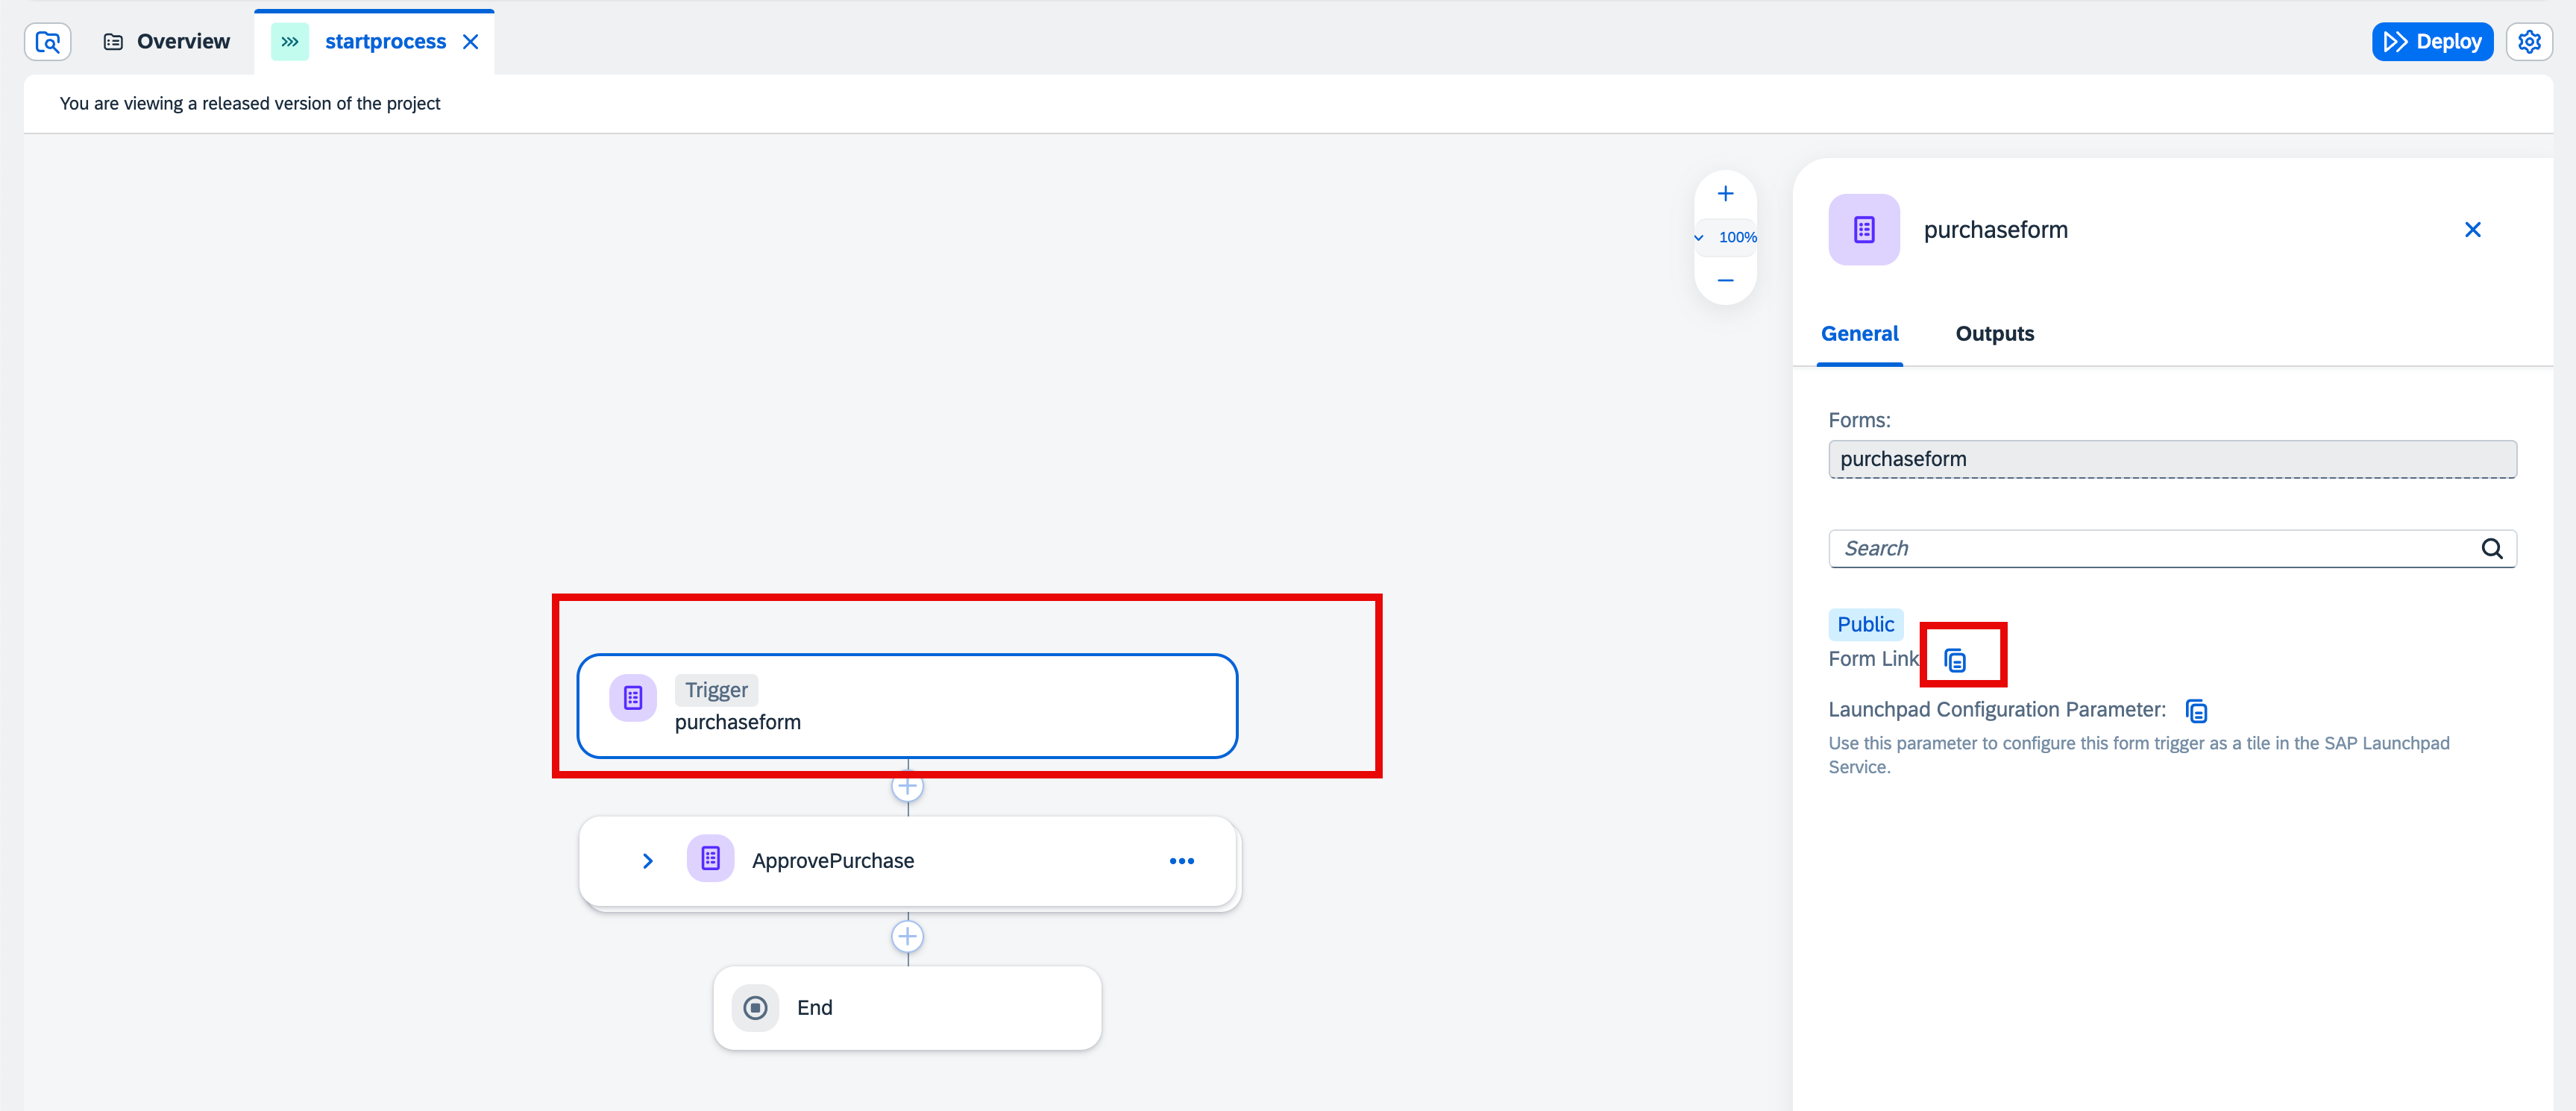 Overview
startprocess
Deploy
You are viewing a released version of the project
100%
Trigger
purchaseform
ApprovePurchase
End
purchaseform
General
Outputs
Forms:
purchaseform
Search
Public
Form Link
Launchpad Configuration Parameter:
Use this parameter to configure this form trigger as a tile in the SAP Launchpad
Service.